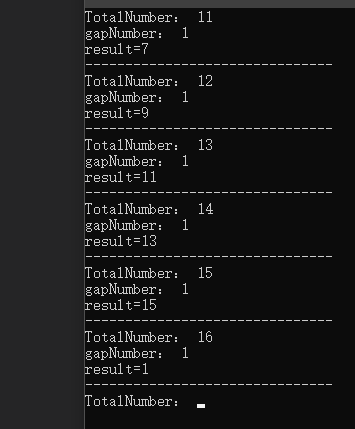 TotalNumber： 11
gapNumber： 1
result=7
-------------------------------
TotalNumber： 12
gapNumber： 1
result=9
-------------------------------
TotalNumber： 13
gapNumber： 1
result=11
-------------------------------
TotalNumber： 14
gapNumber： 1
result=13
-------------------------------
TotalNumber： 15
gapNumber： 1
result=15
-------------------------------
TotalNumber： 16
gapNumber： 1
result=1
-------------------------------
TotalNumber：